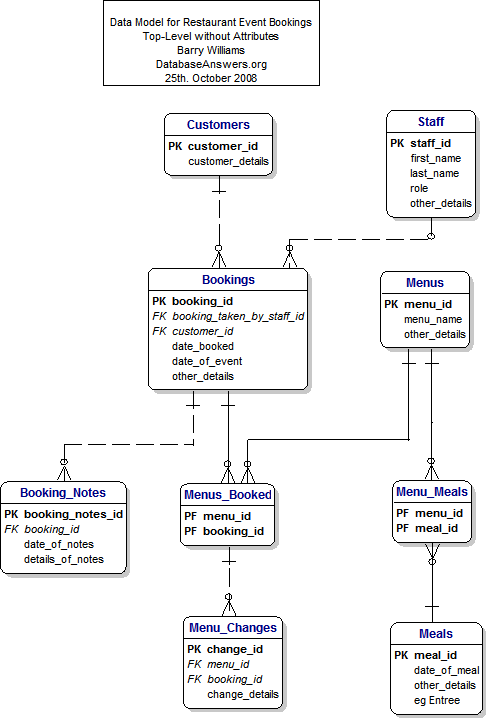 Data Model for Restaurant Event Bookings
Top-Level without Attributes
Barry Williams
DatabaseAnswers.org
25th. October 2008
Customers
PK customer_id
customer_details
Staff
PK staff_id
first_name
last_name
role
other_details
Bookings
PK booking_id
FK booking_taken_by_staff_id
FK customer_id
date_booked
date_of_event
other_details
Menus
PK menu_id
menu_name
other_details
Booking_Notes
PK booking_notes_id
FK booking_id
date_of_notes
details_of_notes
Menus_Booked
PF menu_id
PF booking_id
Menu_Meals
PF menu_id
PF meal_id
Menu_Changes
PK change_id
FK menu_id
FK booking_id
change_details
Meals
PK meal_id
date_of_meal
other_details
eg Entree